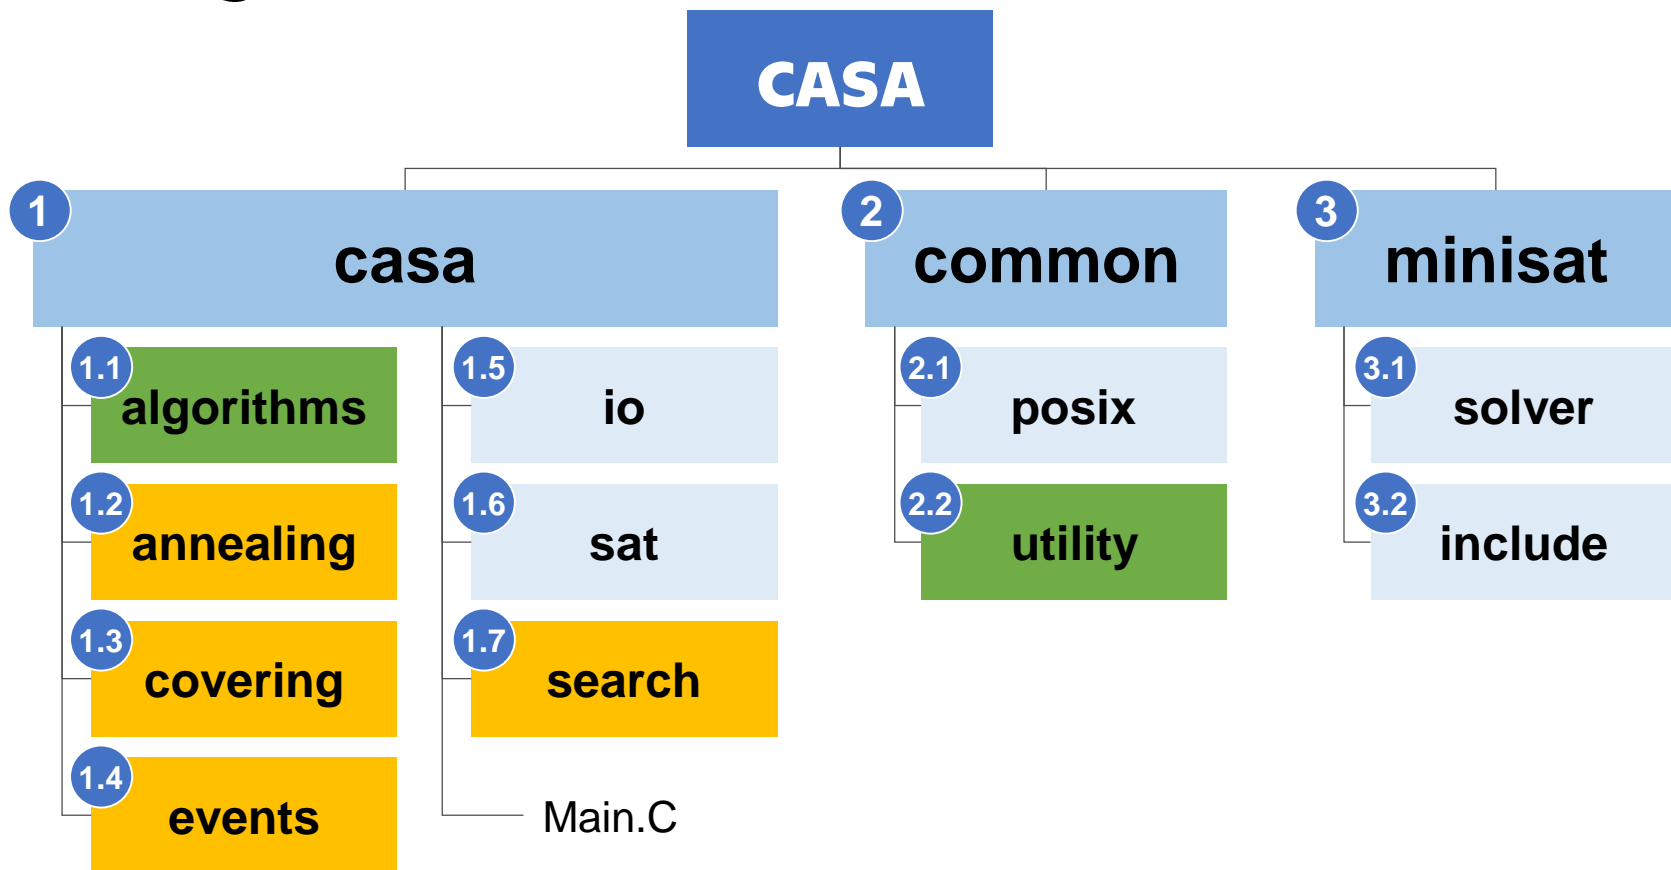 CASA
1
casa
2
common
3
minisat
1.1
algorithms
1.2
annealing
1.3
covering
1.4
events
1.5
io
1.6
sat
1.7
search
Main.C
2.1
posix
2.2
utility
3.1
solver
3.2
include